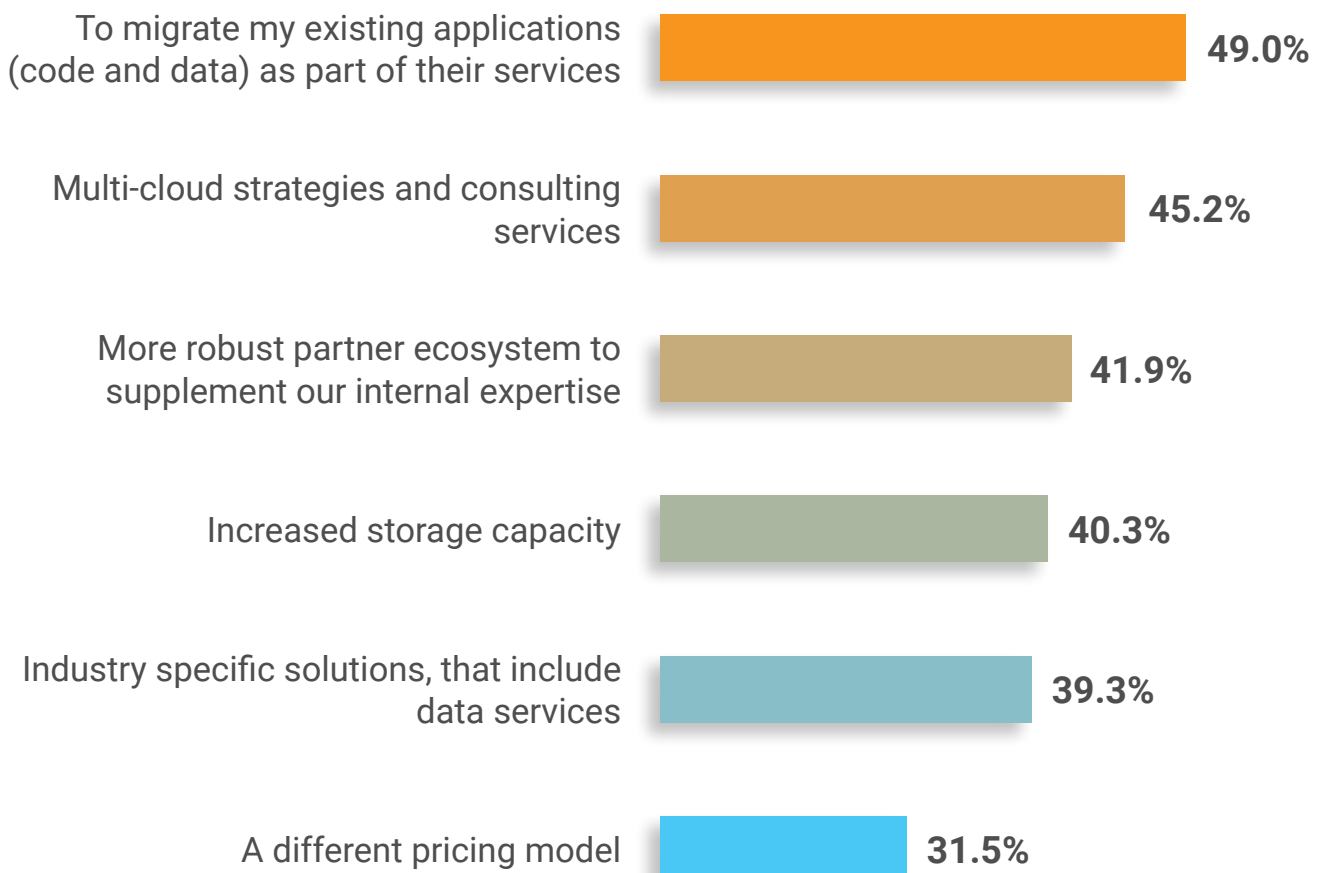 To migrate my existing applications
(code and data) as part of their services
49.0%
Multi-cloud strategies and consulting
services
45.2%
More robust partner ecosystem to
supplement our internal expertise
41.9%
Increased storage capacity
40.3%
Industry specific solutions, that include
data services
39.3%
A different pricing model
31.5%